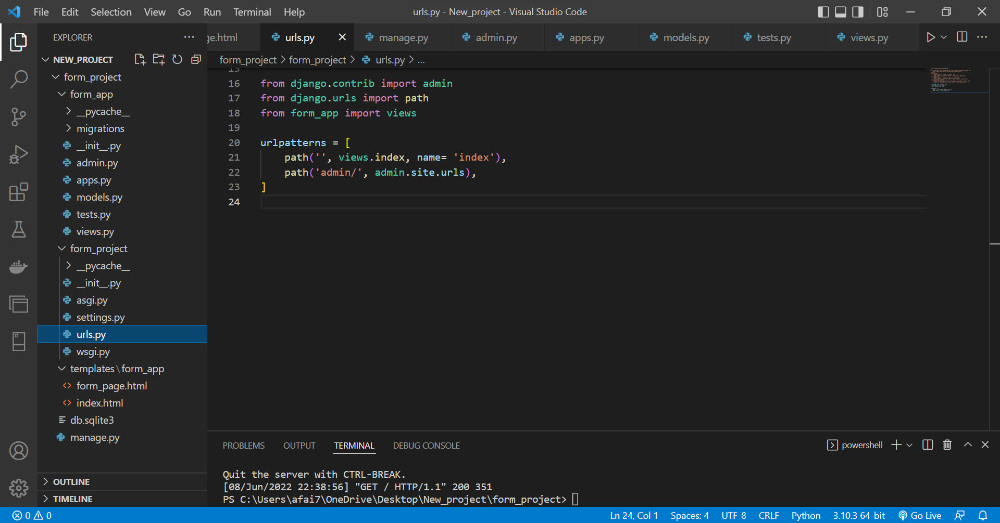 File Edit Selection View Go Run Terminal Help
urls.py - New_project - Visual Studio Code
EXPLORER
NEW_PROJECT
form_project
form_app
__pycache__
migrations
__init__.py
admin.py
apps.py
models.py
tests.py
views.py
form_project
__pycache__
__init__.py
asgi.py
settings.py
urls.py
wsgi.py
templates\form_app
form_page.html
index.html
db.sqlite3
manage.py
OUTLINE
TIMELINE
ge.html urls.py manage.py admin.py apps.py models.py tests.py views.py
form_project > form_project > urls.py > ...
15
16 from django.contrib import admin
17 from django.urls import path
18 from form_app import views
19
20 urlpatterns = [
21 path('', views.index, name= 'index'),
22 path('admin/', admin.site.urls),
23 ]
24
PROBLEMS OUTPUT TERMINAL DEBUG CONSOLE
powershell
Quit the server with CTRL-BREAK.
[08/Jun/2022 22:38:56] "GET / HTTP/1.1" 200 351
PS C:\Users\afai7\OneDrive\Desktop\New_project\form_project>
0 0 Ln 24, Col 1 Spaces: 4 UTF-8 CRLF Python 3.10.3 64-bit Go Live